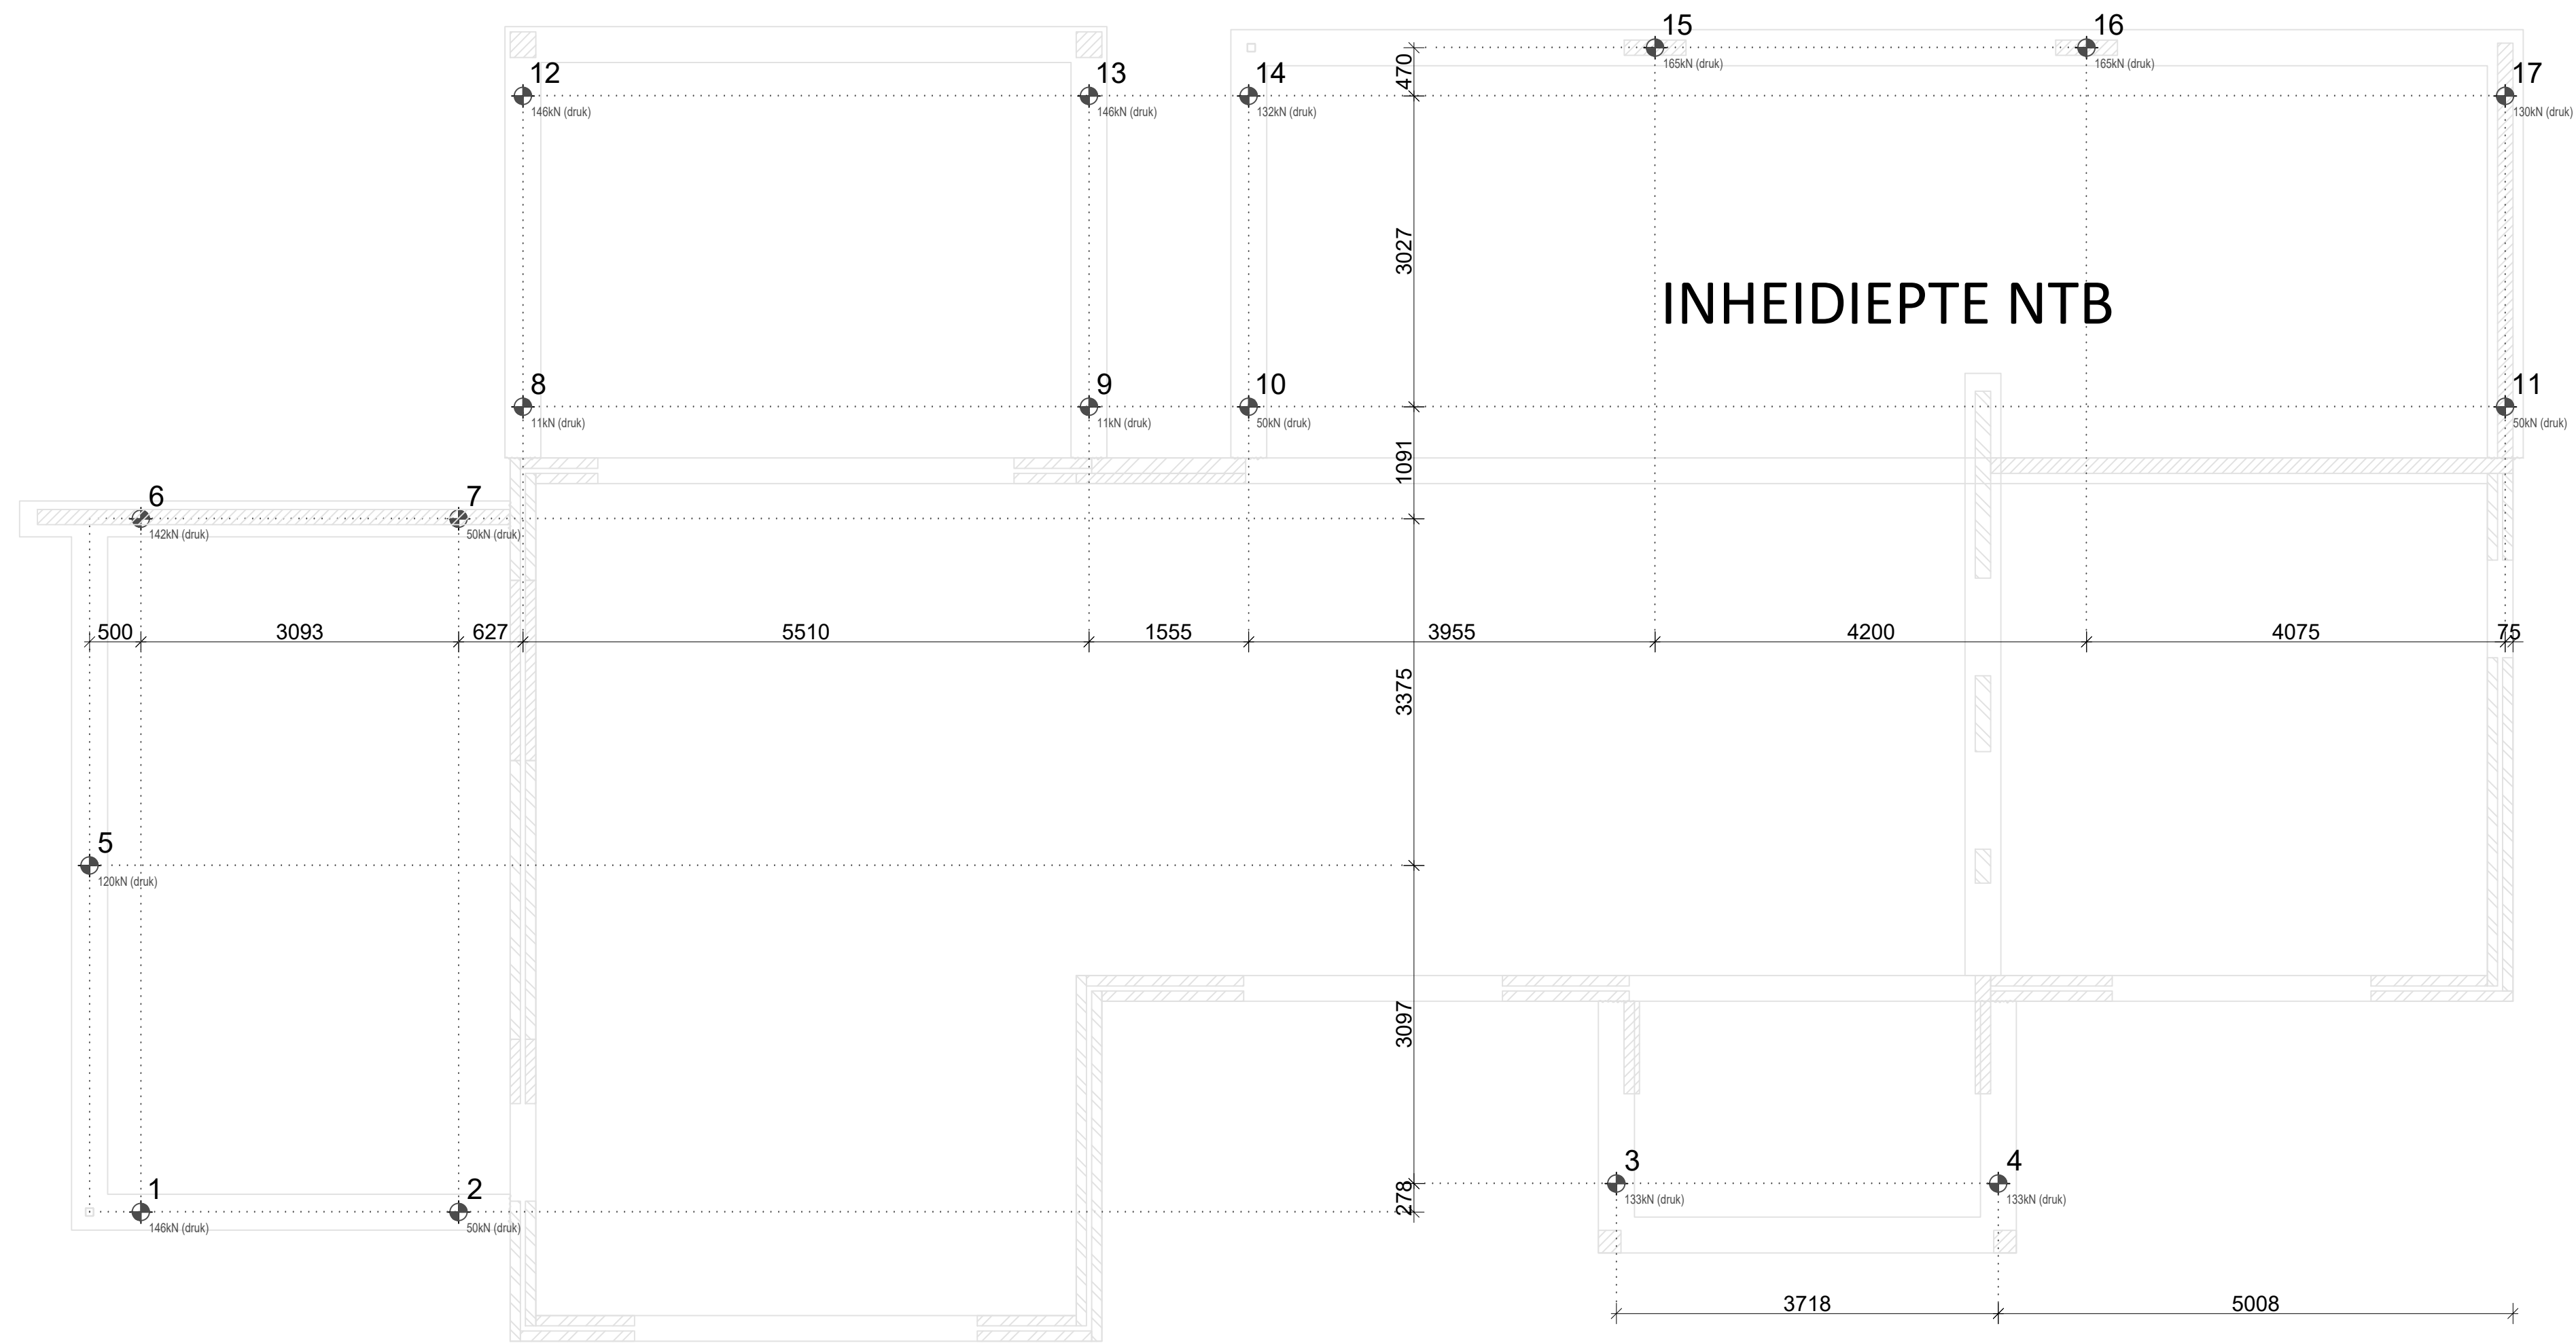 15
165kN (druk)
16
165kN (druk)
470
12
146kN (druk)
13
146kN (druk)
14
132kN (druk)
17
130kN (druk)
3027
INHEIDIEPTE NTB
8
11kN (druk)
9
11kN (druk)
10
50kN (druk)
11
50kN (druk)
1091
6
142kN (druk)
7
50kN (druk)
500
3093
627
5510
1555
3955
4200
4075
75
3375
5
120kN (druk)
3097
3
133kN (druk)
4
133kN (druk)
278
1
146kN (druk)
2
50kN (druk)
3718
5008